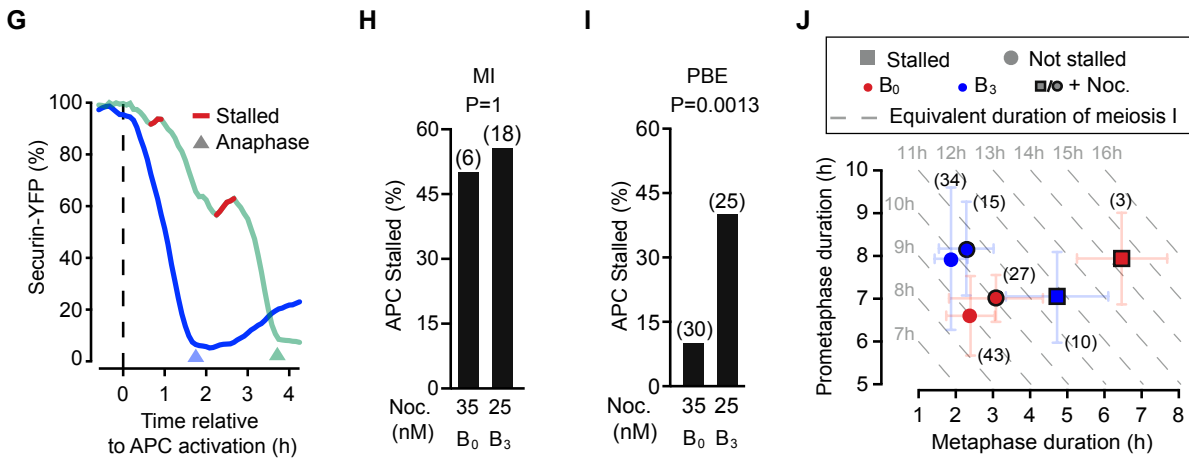 G
100
80
60
40
20
0
Securin-YFP (%)
Stalled
Anaphase
0 1 2 3 4
Time relative
to APC activation (h)
H
MI
P=1
60
45
30
15
0
APC Stalled (%)
(6)
(18)
Noc. 35 25
(nM)
B₀ B₃
I
PBE
P=0.0013
60
45
30
15
0
APC Stalled (%)
(30)
(25)
35 25
B₀ B₃
J
Stalled Not stalled
B₀ B₃ / + Noc.
Equivalent duration of meiosis I
11h 12h 13h 14h 15h 16h
10h
9h
8h
7h
10
9
8
7
6
5
Prometaphase duration (h)
(34)
(15)
(3)
(27)
(43)
(10)
1 2 3 4 5 6 7 8
Metaphase duration (h)